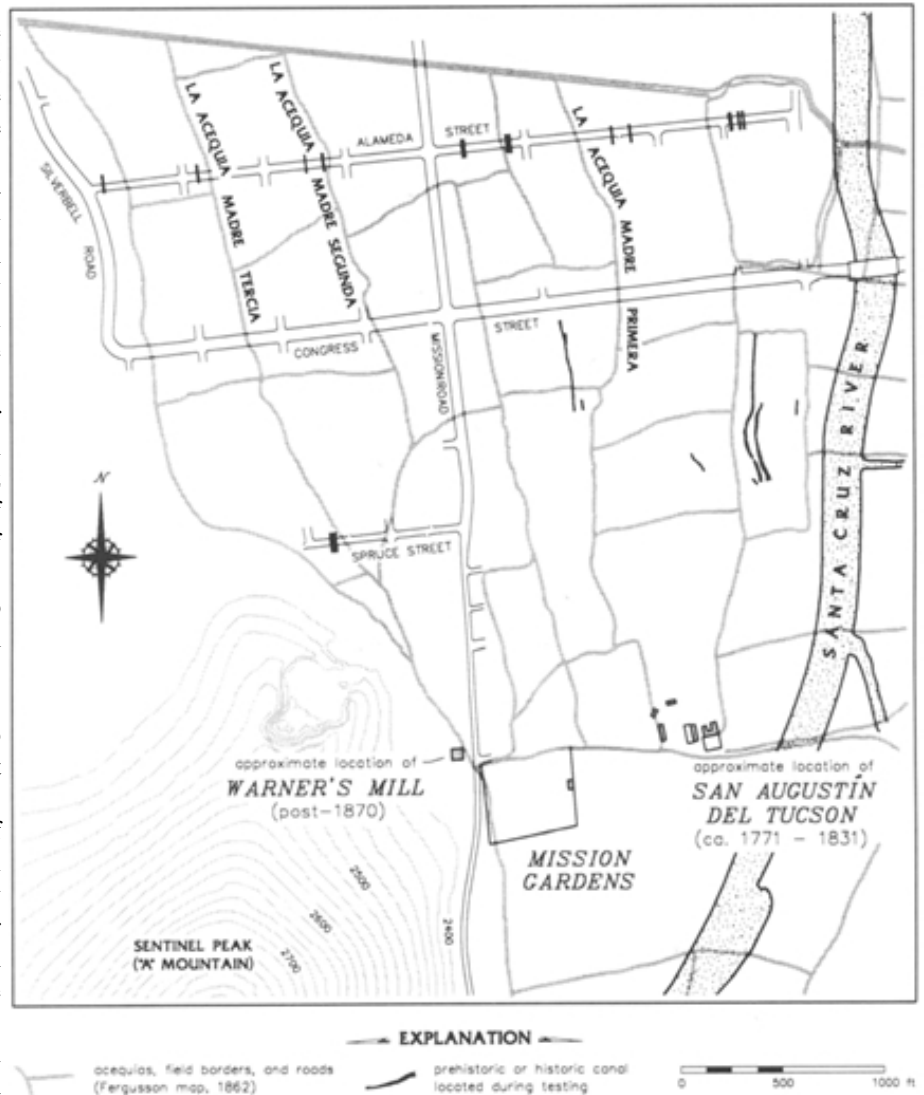 LA ACEQUIA MADRE TERCIA
LA ACEQUIA MADRE SEGUNDA
ALAMEDA STREET
LA ACEQUIA MADRE PRIMERA
SILVERBELL ROAD
CONGRESS STREET
MISSION ROAD
SANTA CRUZ RIVER
N
SPRUCE STREET
approximate location of
WARNER'S MILL
(post-1870)
approximate location of
SAN AUGUSTÍN
DEL TUCSON
(ca. 1771 - 1831)
MISSION
GARDENS
2500
2600
2700
2400
SENTINEL PEAK
("A" MOUNTAIN)
EXPLANATION
acequias, field borders, and roads
(Fergusson map, 1862)
prehistoric or historic canal
located during testing
0 500 1000 ft